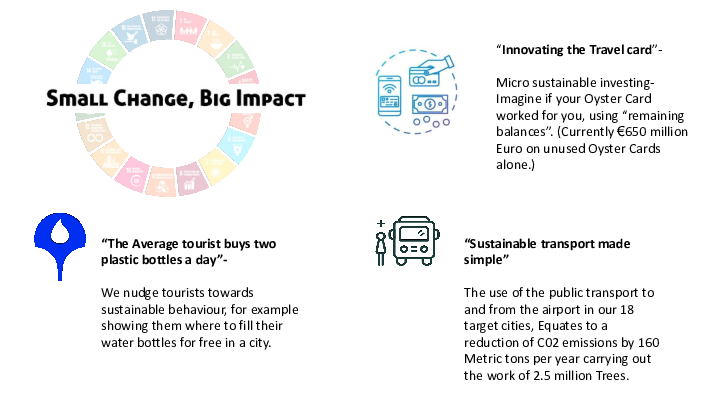 Small Change, Big Impact
“Innovating the Travel card”-
Micro sustainable investing-
Imagine if your Oyster Card
worked for you, using “remaining
balances”. (Currently €650 million
Euro on unused Oyster Cards
alone.)
“The Average tourist buys two
plastic bottles a day”-
We nudge tourists towards
sustainable behaviour, for example
showing them where to fill their
water bottles for free in a city.
“Sustainable transport made
simple”
The use of the public transport to
and from the airport in our 18
target cities, Equates to a
reduction of C02 emissions by 160
Metric tons per year carrying out
the work of 2.5 million Trees.